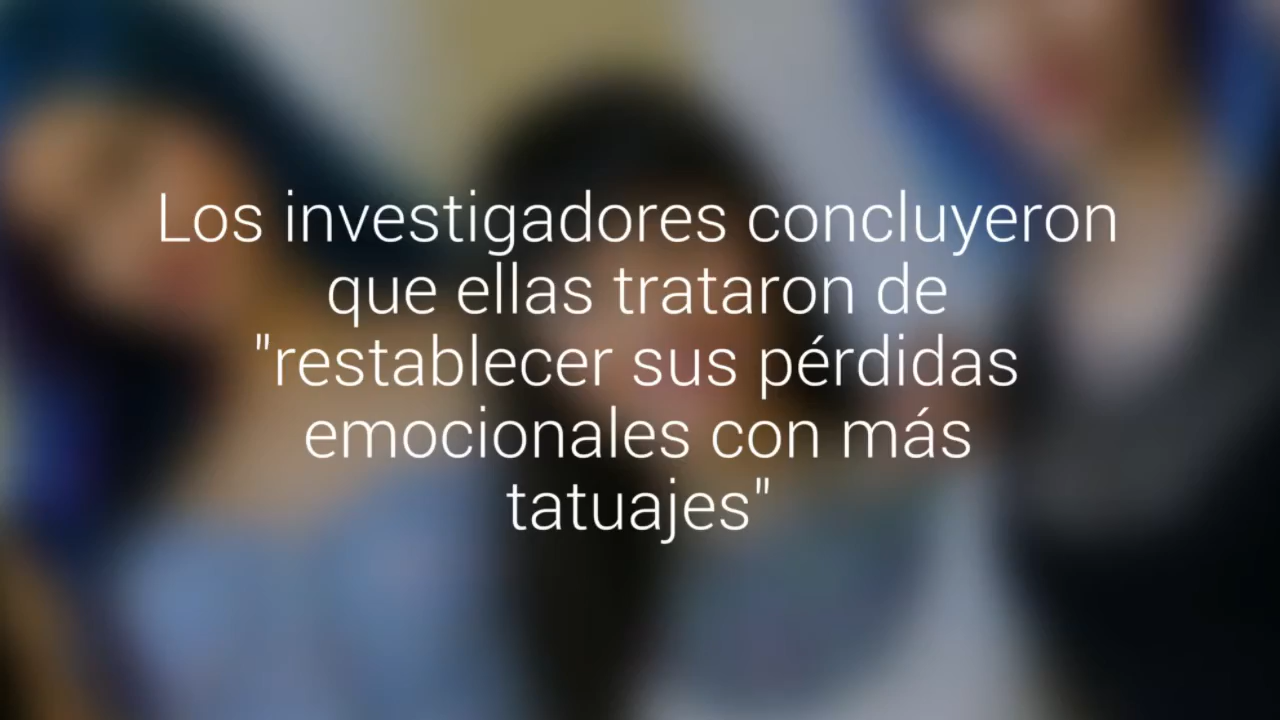 Los investigadores concluyeron
que ellas trataron de
"restablecer sus pérdidas
emocionales con más
tatuajes"